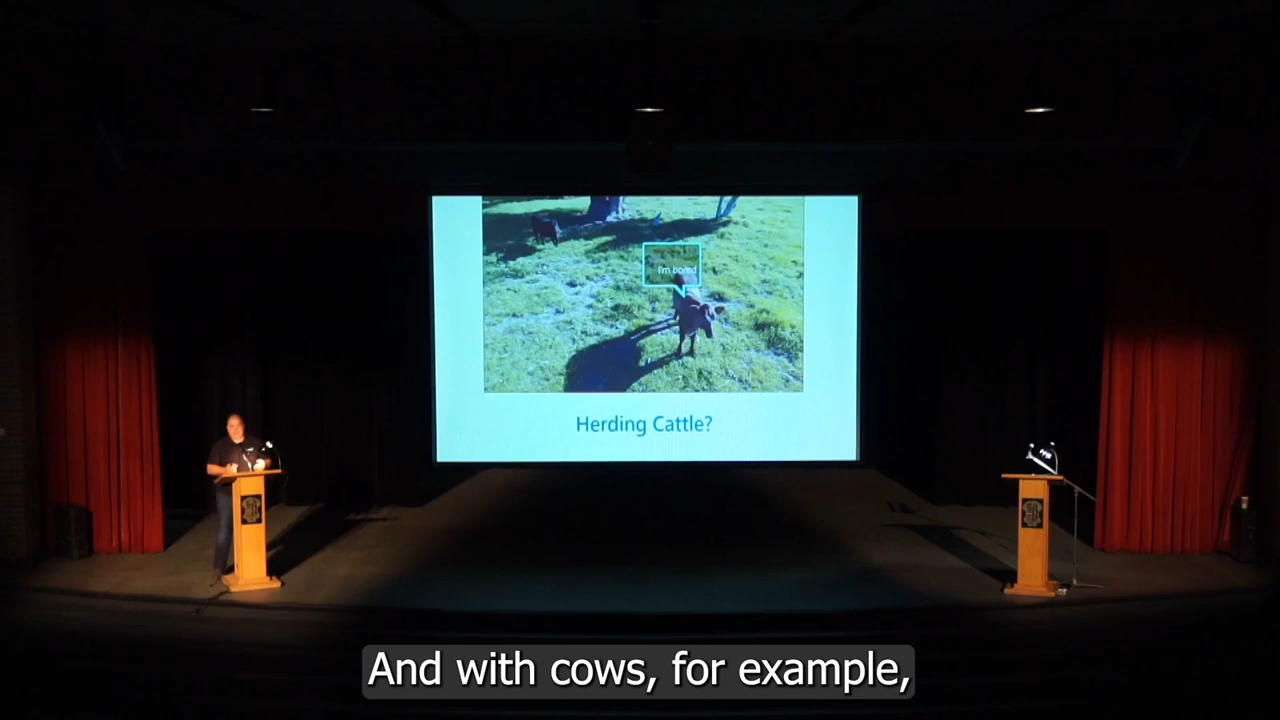 I'm bored
Herding Cattle?
And with cows, for example,